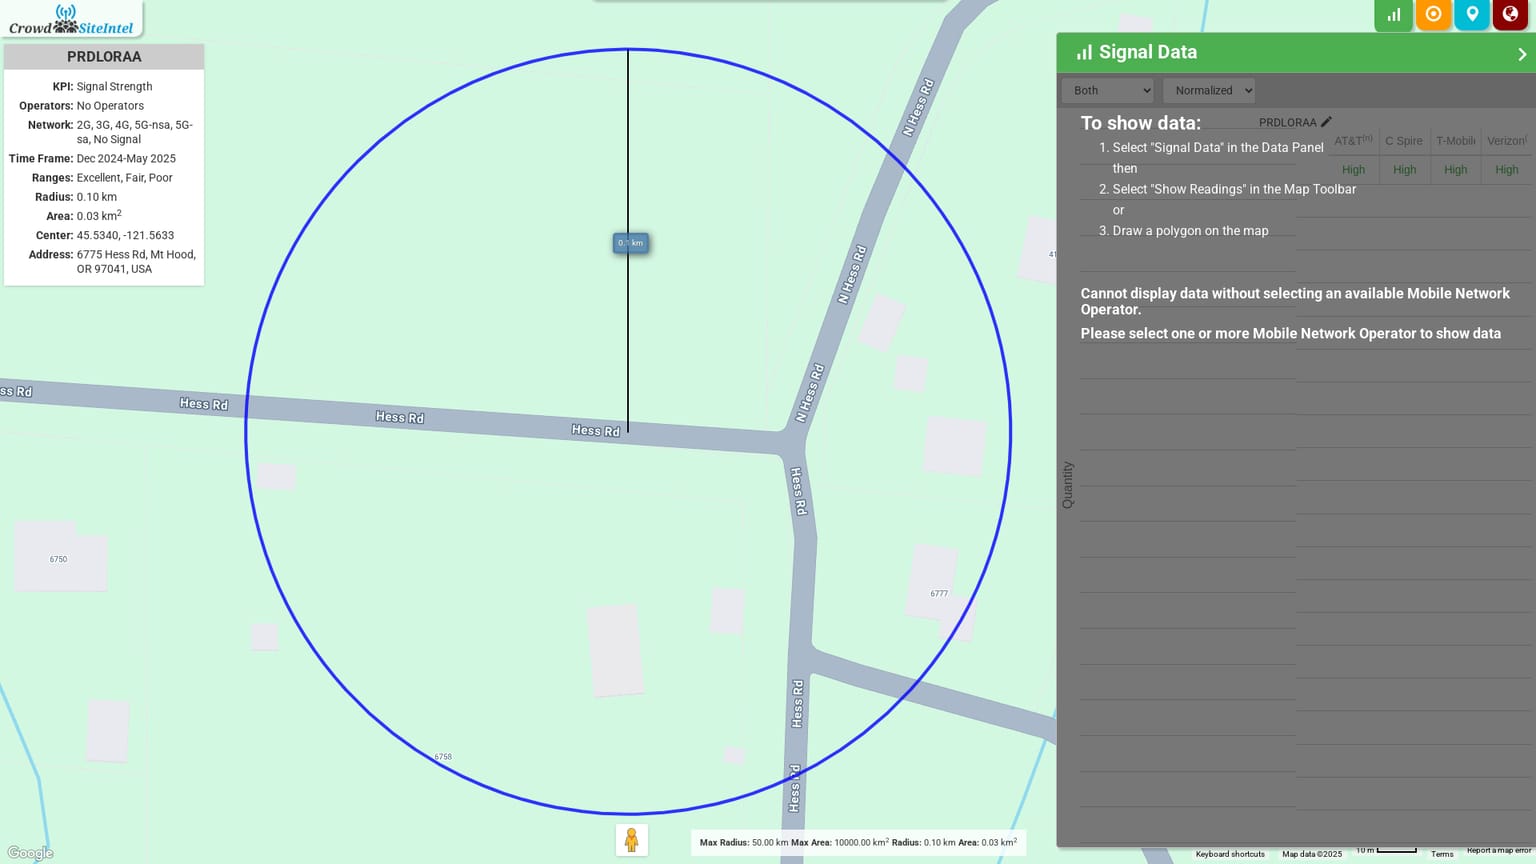 Crowd SiteIntel
PRDLORAA
KPI: Signal Strength
Operators: No Operators
Network: 2G, 3G, 4G, 5G-nsa, 5G-
sa, No Signal
Time Frame: Dec 2024-May 2025
Ranges: Excellent, Fair, Poor
Radius: 0.10 km
Area: 0.03 km²
Center: 45.5340, -121.5633
Address: 6775 Hess Rd, Mt Hood,
OR 97041, USA
N Hess Rd
0.1 km
N Hess Rd
41
N Hess Rd
ss Rd
Hess Rd
Hess Rd
Hess Rd
Hess Rd
6750
6777
Hess Rd
6758
Hess Rd
Google
Max Radius: 50.00 km Max Area: 10000.00 km² Radius: 0.10 km Area: 0.03 km²
Signal Data
Both
Normalized
To show data:
PRDLORAA
AT&T(n) C Spire T-Mobile Verizon(
High High High High
1. Select "Signal Data" in the Data Panel
then
2. Select "Show Readings" in the Map Toolbar
or
3. Draw a polygon on the map
Cannot display data without selecting an available Mobile Network
Operator.
Please select one or more Mobile Network Operator to show data
Quantity
Keyboard shortcuts Map data ©2025 10 m Terms Report a map error